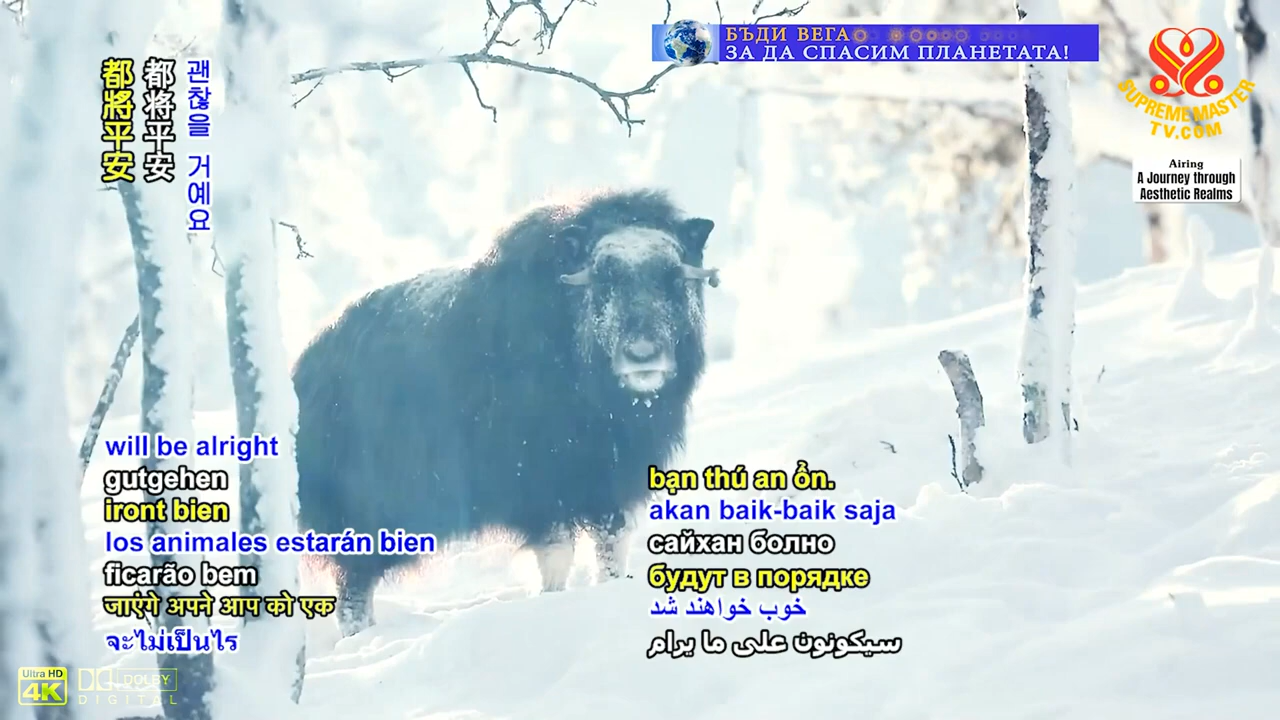 БЪДИ ВЕГАН
ЗА ДА СПАСИМ ПЛАНЕТАТА!
SUPREME MASTER
TV.COM
Airing
A Journey through
Aesthetic Realms
都將平安
都将平安
괜찮을 거예요
will be alright
gutgehen
iront bien
los animales estarán bien
ficarão bem
जाएंगे अपने आप को एक
จะไม่เป็นไร
bạn thú an ổn.
akan baik-baik saja
сайхан болно
будут в порядке
خوب خواهند شد
سيكونون على ما يرام
Ultra HD
4K
DOLBY
DIGITAL